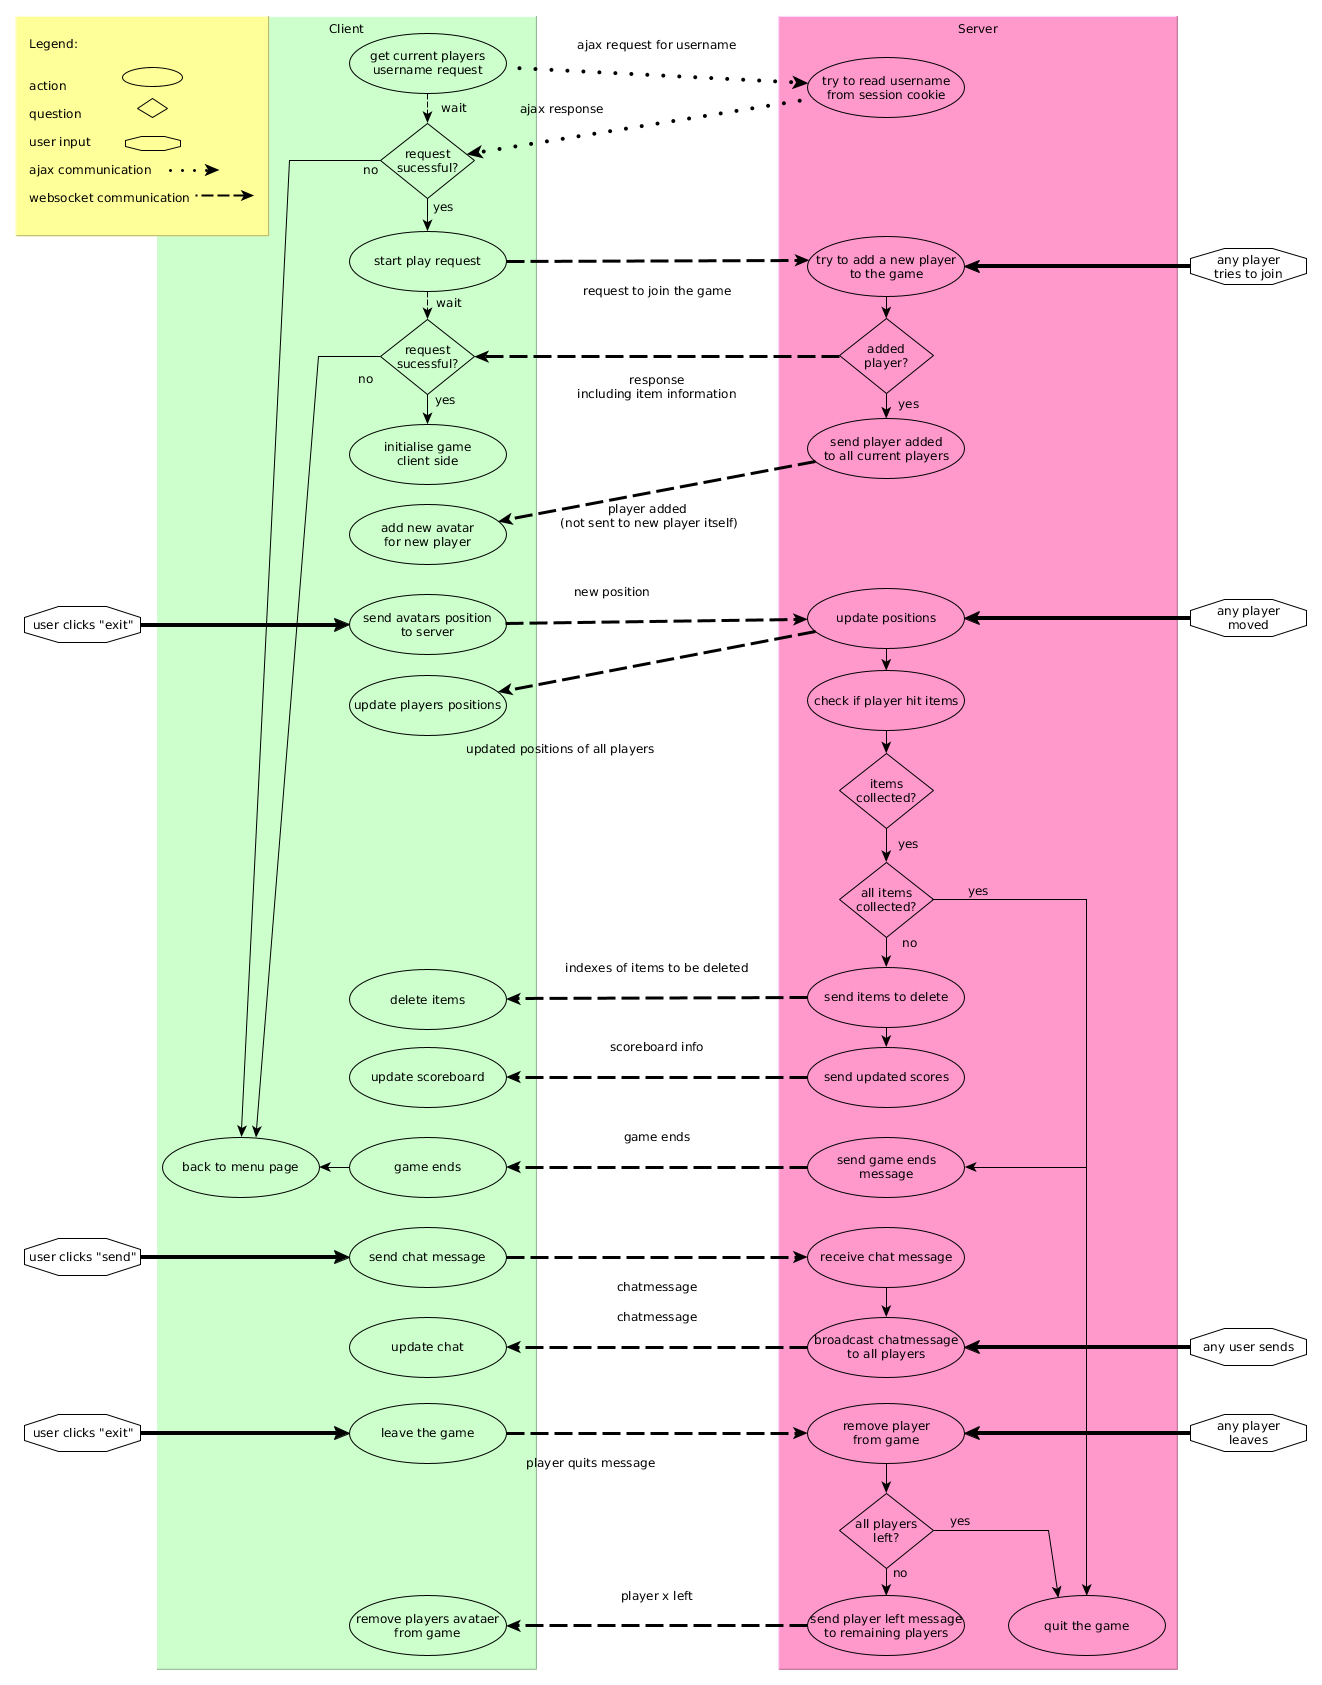 Client
Server
Legend:
action
question
user input
ajax communication
websocket communication
get current players
username request
ajax request for username
try to read username
from session cookie
wait
ajax response
request
sucessful?
no
yes
start play request
try to add a new player
to the game
any player
tries to join
request to join the game
wait
request
sucessful?
added
player?
no
yes
response
including item information
yes
initialise game
client side
send player added
to all current players
add new avatar
for new player
player added
(not sent to new player itself)
new position
user clicks "exit"
send avatars position
to server
update positions
any player
moved
update players positions
check if player hit items
updated positions of all players
items
collected?
yes
all items
collected?
yes
no
indexes of items to be deleted
delete items
send items to delete
scoreboard info
update scoreboard
send updated scores
game ends
back to menu page
game ends
send game ends
message
user clicks "send"
send chat message
receive chat message
chatmessage
chatmessage
update chat
broadcast chatmessage
to all players
any user sends
user clicks "exit"
leave the game
remove player
from game
any player
leaves
player quits message
all players
left?
yes
no
player x left
remove players avataer
from game
send player left message
to remaining players
quit the game